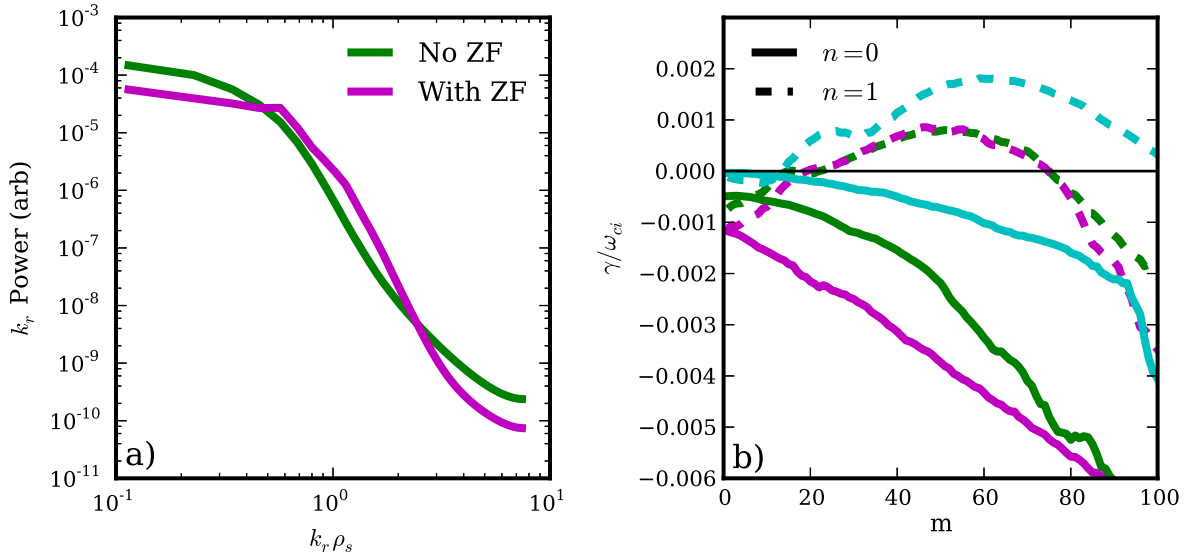 10^{-3}
10^{-4}
10^{-5}
10^{-6}
10^{-7}
10^{-8}
10^{-9}
10^{-10}
10^{-11}
k_r Power (arb)
No ZF
With ZF
a)
10^{-1}
10^{0}
10^{1}
k_r ρ_s
0.002
0.001
0.000
−0.001
−0.002
−0.003
−0.004
−0.005
−0.006
γ/ω_{ci}
n=0
n=1
b)
0
20
40
60
80
100
m